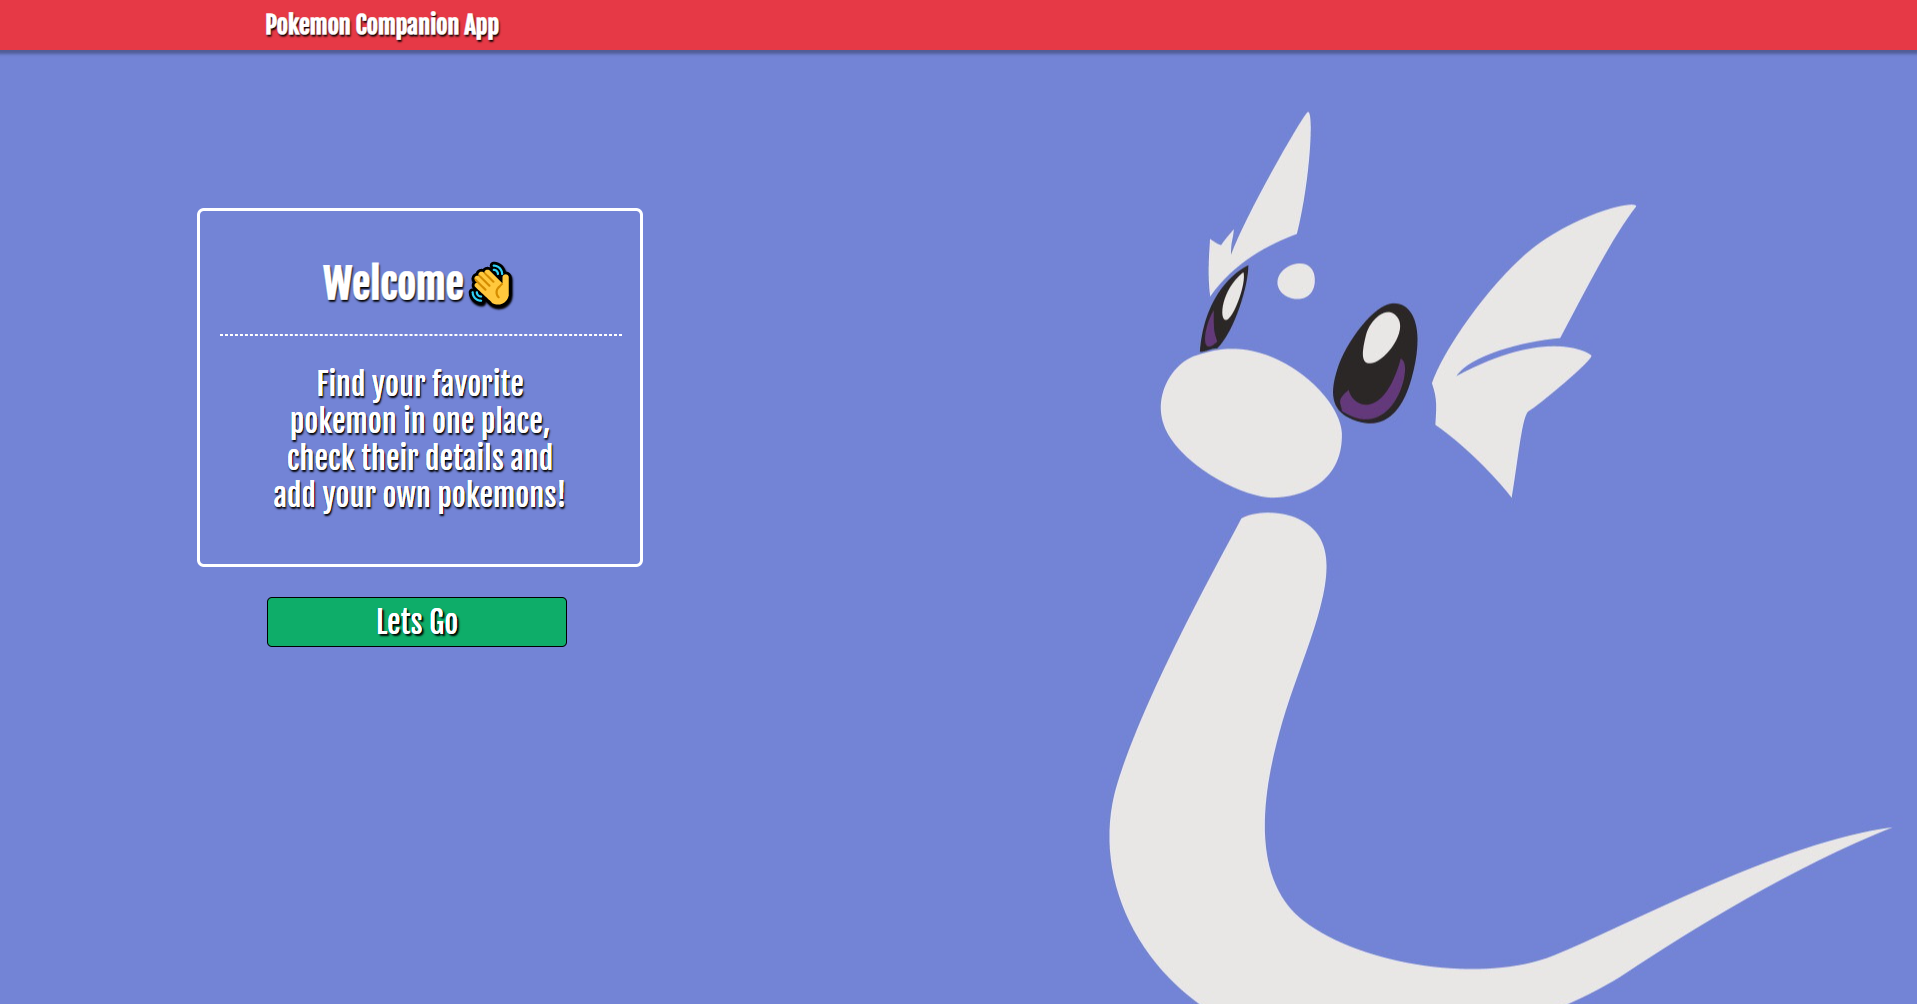 Pokemon Companion App
Welcome 👋
Find your favorite
pokemon in one place,
check their details and
add your own pokemons!
Lets Go